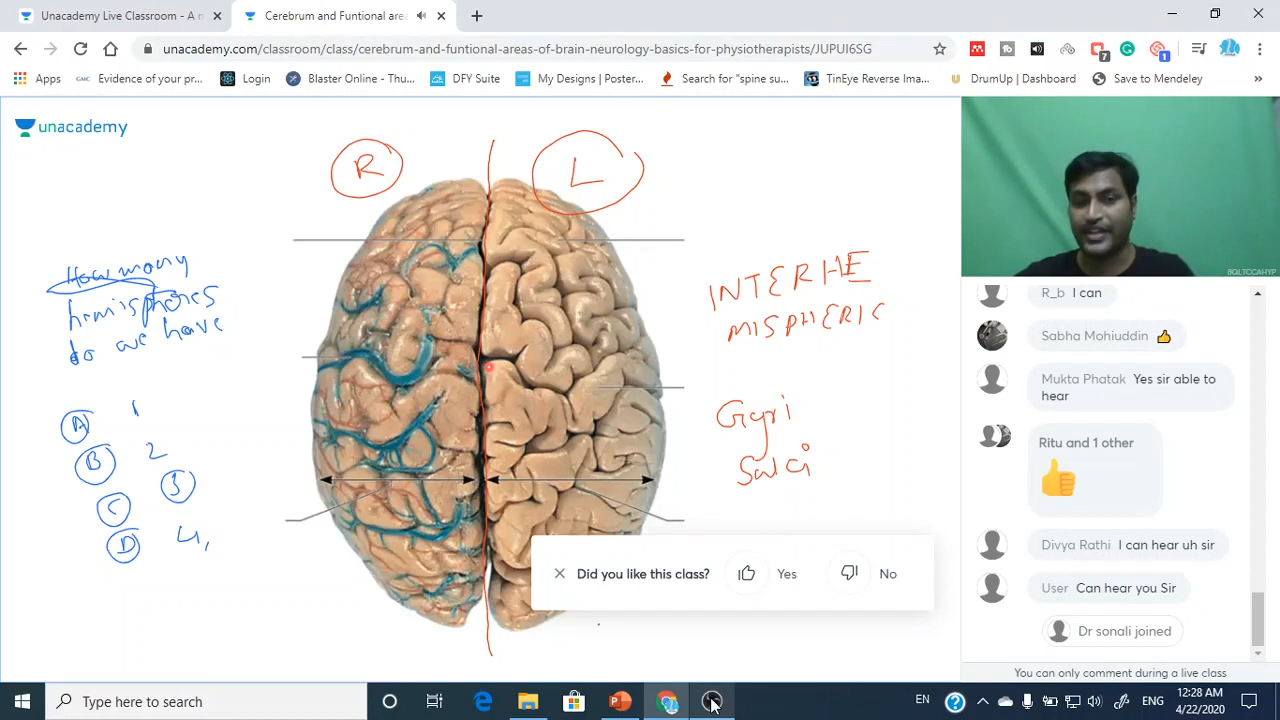 Unacademy Live Classroom - A n
Cerebrum and Funtional area
unacademy.com/classroom/class/cerebrum-and-funtional-areas-of-brain-neurology-basics-for-physiotherapists/JUPUI6SG
7
1
Apps
GMC Evidence of your pr...
Login
Blaster Online - Thu...
DFY Suite
My Designs | Poster...
Search for "spine su...
TinEye Reverse Ima...
DrumUp | Dashboard
Save to Mendeley
unacademy
R
L
hemispheres
do we have
A 1
B 2
C 3
D 4,
INTERHE
MISPHERIC
Gyri
Sulci
Did you like this class?
Yes
No
8QLTCCAHYP
R_b I can
Sabha Mohiuddin
Mukta Phatak Yes sir able to
hear
Ritu and 1 other
Divya Rathi I can hear uh sir
User Can hear you Sir
Dr sonali joined
You can only comment during a live class
Type here to search
EN
ENG
12:28 AM
4/22/2020